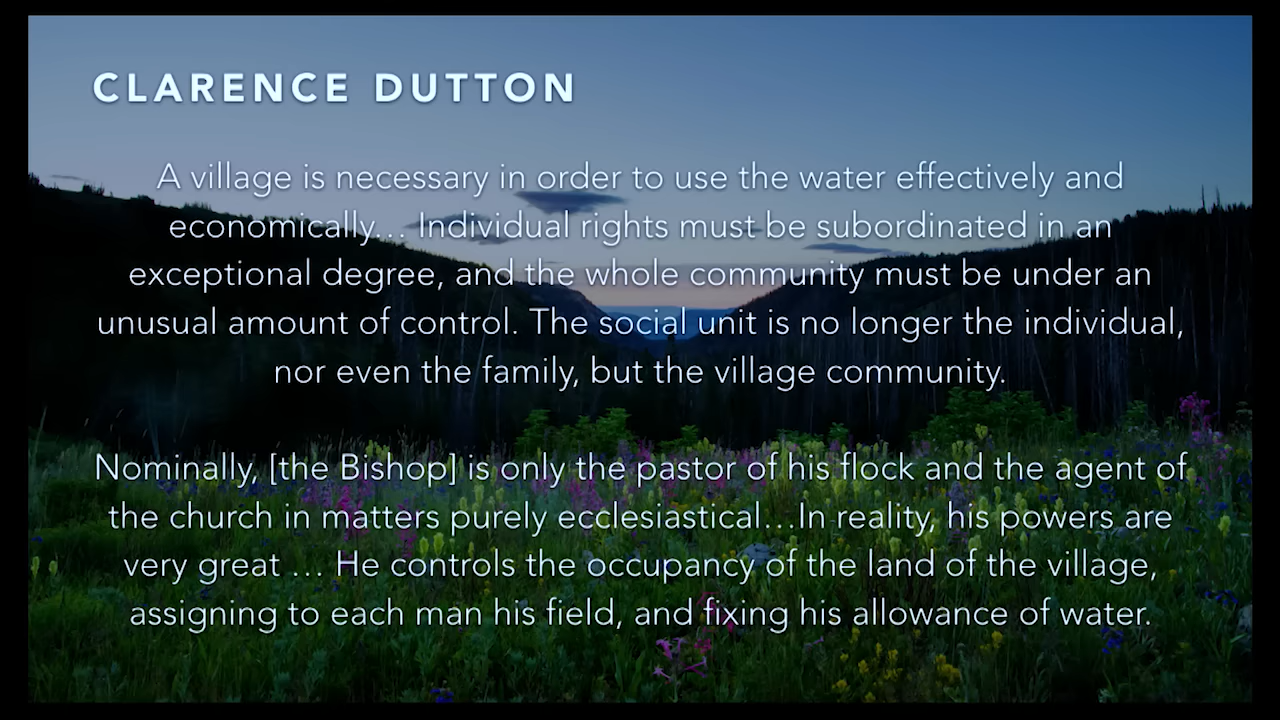 CLARENCE DUTTON
A village is necessary in order to use the water effectively and
economically… Individual rights must be subordinated in an
exceptional degree, and the whole community must be under an
unusual amount of control. The social unit is no longer the individual,
nor even the family, but the village community.
Nominally, [the Bishop] is only the pastor of his flock and the agent of
the church in matters purely ecclesiastical…In reality, his powers are
very great … He controls the occupancy of the land of the village,
assigning to each man his field, and fixing his allowance of water.